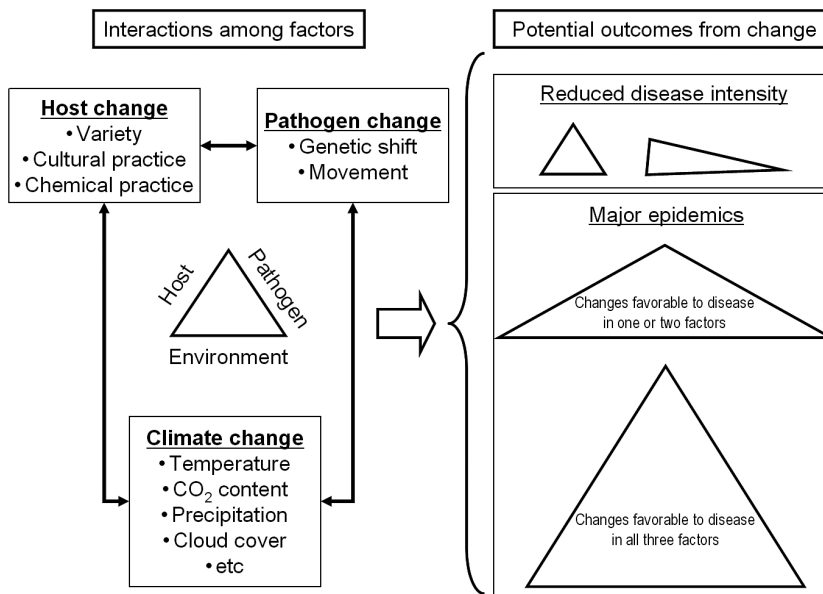 Interactions among factors
Potential outcomes from change
Host change
• Variety
• Cultural practice
• Chemical practice
Pathogen change
• Genetic shift
• Movement
Host
Pathogen
Environment
Climate change
• Temperature
• CO₂ content
• Precipitation
• Cloud cover
• etc
Reduced disease intensity
Major epidemics
Changes favorable to disease
in one or two factors
Changes favorable to disease
in all three factors